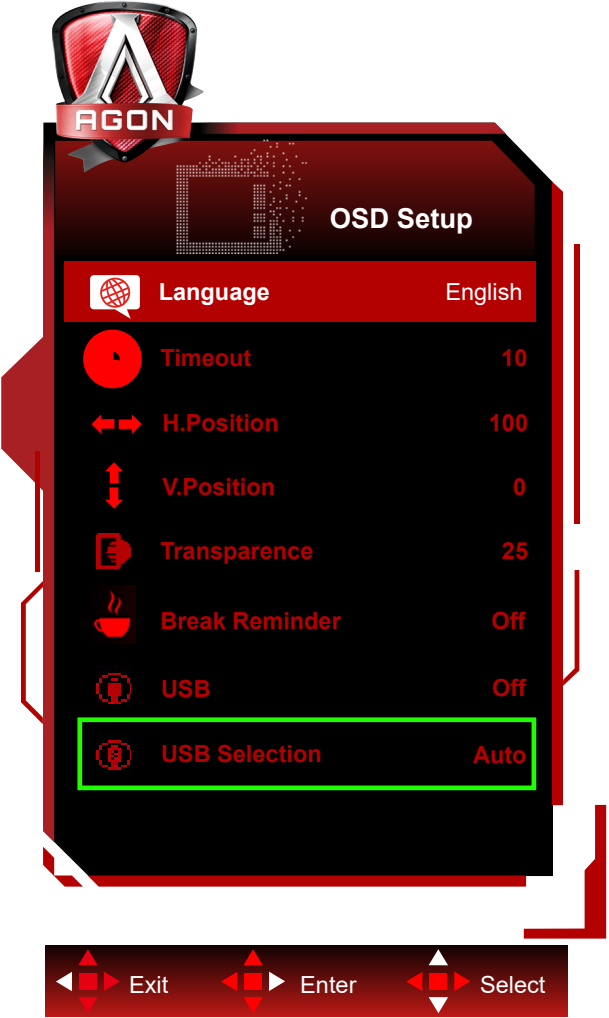 AGON
OSD Setup
Language English
Timeout 10
H.Position 100
V.Position 0
Transparence 25
Break Reminder Off
USB Off
USB Selection Auto
Exit Enter Select